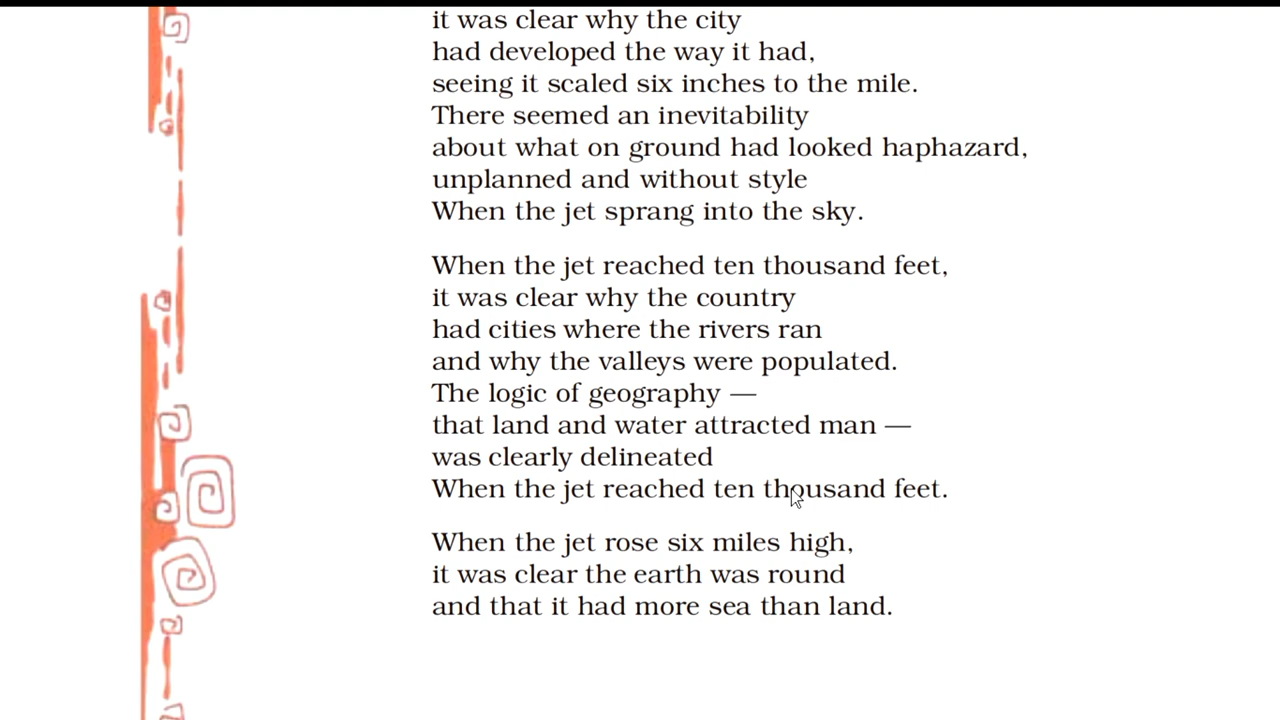 it was clear why the city
had developed the way it had,
seeing it scaled six inches to the mile.
There seemed an inevitability
about what on ground had looked haphazard,
unplanned and without style
When the jet sprang into the sky.
When the jet reached ten thousand feet,
it was clear why the country
had cities where the rivers ran
and why the valleys were populated.
The logic of geography —
that land and water attracted man —
was clearly delineated
When the jet reached ten thousand feet.
When the jet rose six miles high,
it was clear the earth was round
and that it had more sea than land.